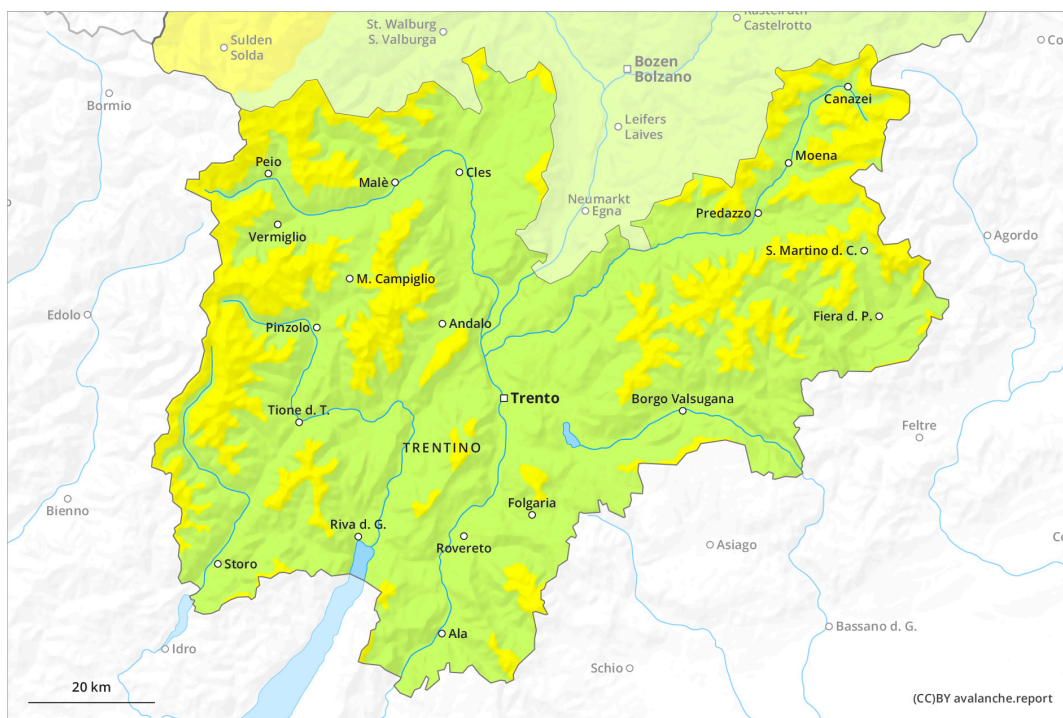 Kastelruth
Castelrotto
St. Walburg
S. Valburga
Sulden
Solda
Bozen
Bolzano
Bormio
Canazei
Leifers
Laives
Moena
Peio
Malè
Cles
Neumarkt
Egna
Predazzo
Vermiglio
Agordo
S. Martino d. C.
M. Campiglio
Edolo
Pinzolo
Andalo
Fiera d. P.
Trento
Borgo Valsugana
Tione d. T.
Feltre
TRENTINO
Bienno
Folgaria
Riva d. G.
Rovereto
Asiago
Storo
Bassano d. G.
Ala
Idro
Schio
20 km
(CC)BY avalanche.report